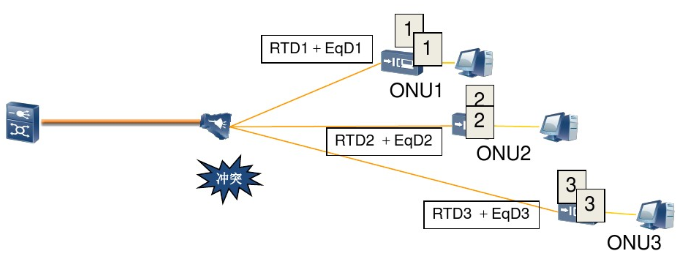 1
1
RTD1 + EqD1
ONU1
2
2
RTD2 + EqD2
ONU2
冲突
3
3
RTD3 + EqD3
ONU3